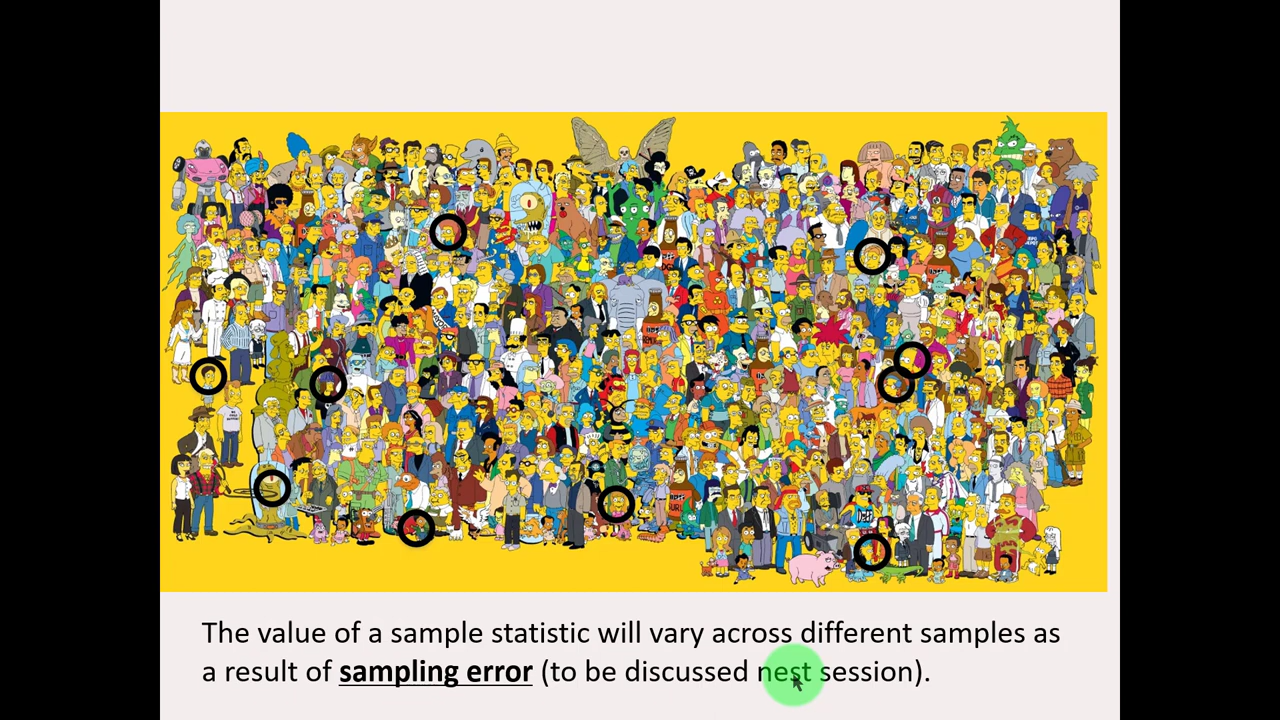 The value of a sample statistic will vary across different samples as
a result of sampling error (to be discussed nest session).